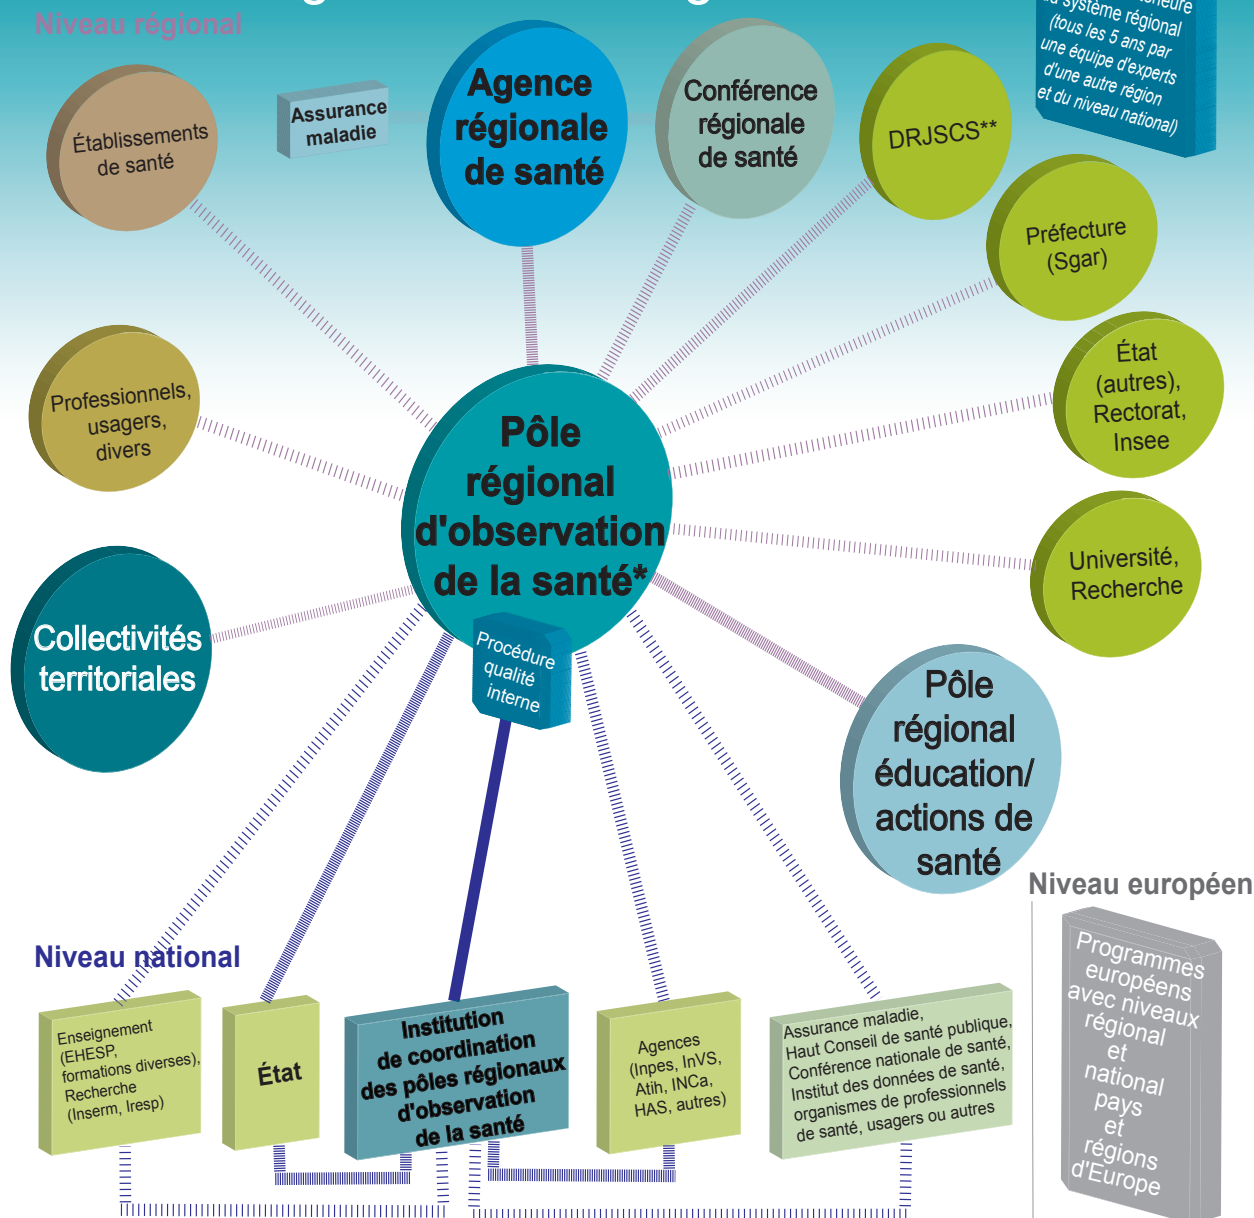 Niveau régional
du système régional
(tous les 5 ans par
une équipe d'experts
d'une autre région
et du niveau national)
Établissements
de santé
Assurance
maladie
Agence
régionale
de santé
Conférence
régionale
de santé
DRJSCS**
Préfecture
(Sgar)
État
(autres),
Rectorat,
Insee
Université,
Recherche
Professionnels,
usagers,
divers
Pôle
régional
d'observation
de la santé*
Procédure
qualité
interne
Collectivités
territoriales
Pôle
régional
éducation/
actions de
santé
Niveau européen
Programmes
européens
avec niveaux
régional
et
national
pays
et
régions
d'Europe
Niveau national
Enseignement
(EHESP,
formations diverses),
Recherche
(Inserm, Iresp)
État
Institution
de coordination
des pôles régionaux
d'observation
de la santé
Agences
(Inpes, InVS,
Atih, INCa,
HAS, autres)
Assurance maladie,
Haut Conseil de santé publique,
Conférence nationale de santé,
Institut des données de santé,
organismes de professionnels
de santé, usagers ou autres